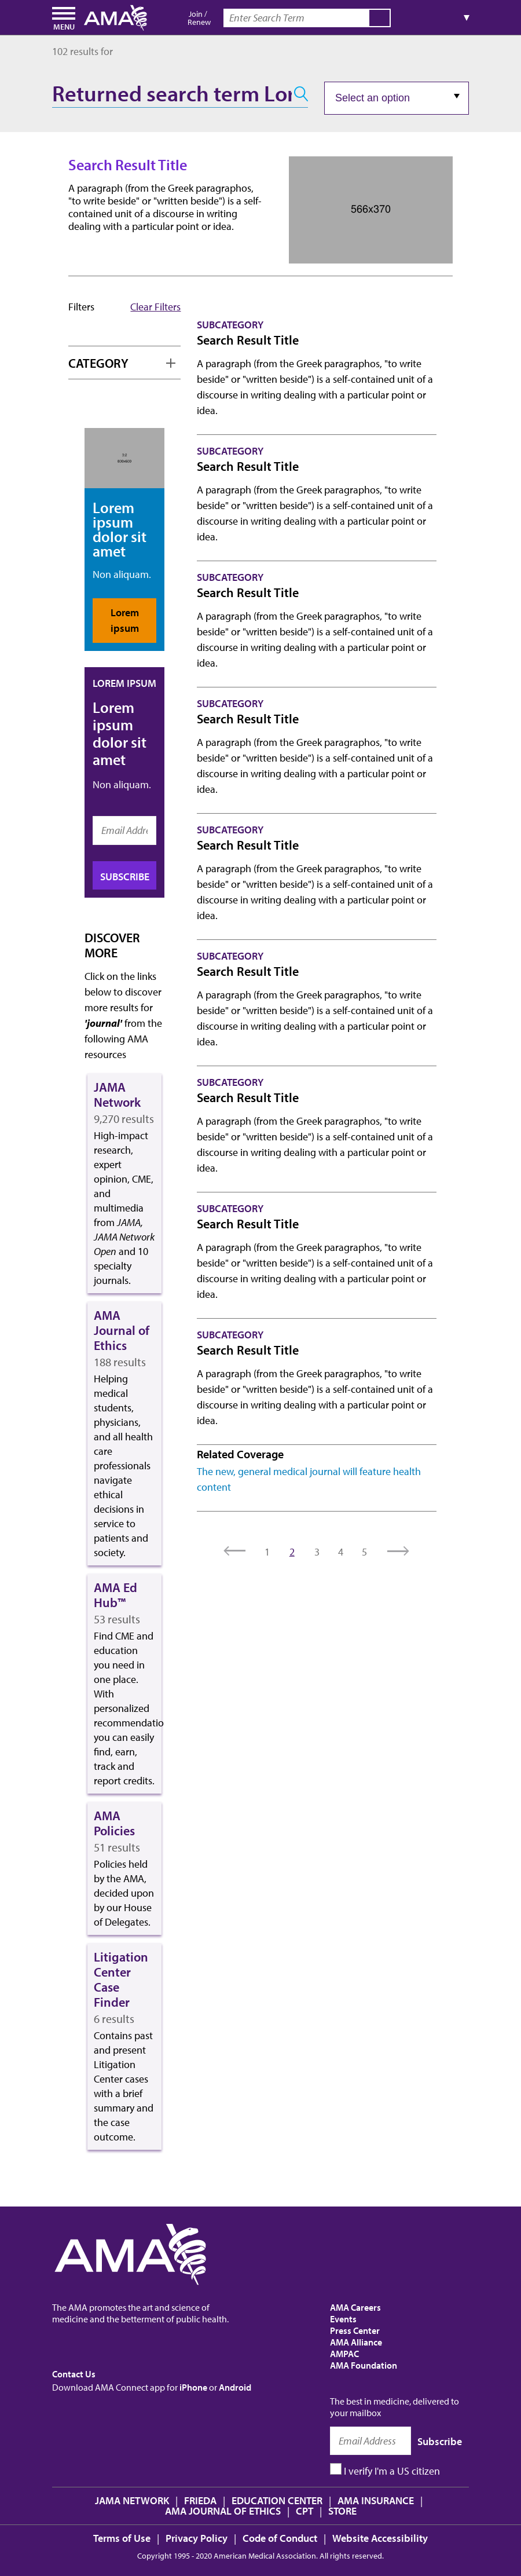 MENU
AMA
Join /
Renew
Enter Search Term
▼
102 results for
Returned search term Lor
Select an option
Search Result Title
A paragraph (from the Greek paragraphos,
"to write beside" or "written beside") is a self-
contained unit of a discourse in writing
dealing with a particular point or idea.
566x370
Filters
Clear Filters
CATEGORY
Lorem
ipsum
dolor sit
amet
Non aliquam.
Lorem
ipsum
LOREM IPSUM
Lorem
ipsum
dolor sit
amet
Non aliquam.
Email Addre
SUBSCRIBE
DISCOVER
MORE
Click on the links
below to discover
more results for
'journal' from the
following AMA
resources
JAMA
Network
9,270 results
High-impact
research,
expert
opinion, CME,
and
multimedia
from JAMA,
JAMA Network
Open and 10
specialty
journals.
AMA
Journal of
Ethics
188 results
Helping
medical
students,
physicians,
and all health
care
professionals
navigate
ethical
decisions in
service to
patients and
society.
AMA Ed
Hub™
53 results
Find CME and
education
you need in
one place.
With
personalized
recommendatio
you can easily
find, earn,
track and
report credits.
AMA
Policies
51 results
Policies held
by the AMA,
decided upon
by our House
of Delegates.
Litigation
Center
Case
Finder
6 results
Contains past
and present
Litigation
Center cases
with a brief
summary and
the case
outcome.
SUBCATEGORY
Search Result Title
A paragraph (from the Greek paragraphos, "to write
beside" or "written beside") is a self-contained unit of a
discourse in writing dealing with a particular point or
idea.
SUBCATEGORY
Search Result Title
A paragraph (from the Greek paragraphos, "to write
beside" or "written beside") is a self-contained unit of a
discourse in writing dealing with a particular point or
idea.
SUBCATEGORY
Search Result Title
A paragraph (from the Greek paragraphos, "to write
beside" or "written beside") is a self-contained unit of a
discourse in writing dealing with a particular point or
idea.
SUBCATEGORY
Search Result Title
A paragraph (from the Greek paragraphos, "to write
beside" or "written beside") is a self-contained unit of a
discourse in writing dealing with a particular point or
idea.
SUBCATEGORY
Search Result Title
A paragraph (from the Greek paragraphos, "to write
beside" or "written beside") is a self-contained unit of a
discourse in writing dealing with a particular point or
idea.
SUBCATEGORY
Search Result Title
A paragraph (from the Greek paragraphos, "to write
beside" or "written beside") is a self-contained unit of a
discourse in writing dealing with a particular point or
idea.
SUBCATEGORY
Search Result Title
A paragraph (from the Greek paragraphos, "to write
beside" or "written beside") is a self-contained unit of a
discourse in writing dealing with a particular point or
idea.
SUBCATEGORY
Search Result Title
A paragraph (from the Greek paragraphos, "to write
beside" or "written beside") is a self-contained unit of a
discourse in writing dealing with a particular point or
idea.
SUBCATEGORY
Search Result Title
A paragraph (from the Greek paragraphos, "to write
beside" or "written beside") is a self-contained unit of a
discourse in writing dealing with a particular point or
idea.
Related Coverage
The new, general medical journal will feature health
content
1 2 3 4 5
AMA
The AMA promotes the art and science of
medicine and the betterment of public health.
Contact Us
Download AMA Connect app for iPhone or Android
AMA Careers
Events
Press Center
AMA Alliance
AMPAC
AMA Foundation
The best in medicine, delivered to
your mailbox
Email Address
Subscribe
I verify I'm a US citizen
JAMA NETWORK | FRIEDA | EDUCATION CENTER | AMA INSURANCE |
AMA JOURNAL OF ETHICS | CPT | STORE
Terms of Use | Privacy Policy | Code of Conduct | Website Accessibility
Copyright 1995 - 2020 American Medical Association. All rights reserved.